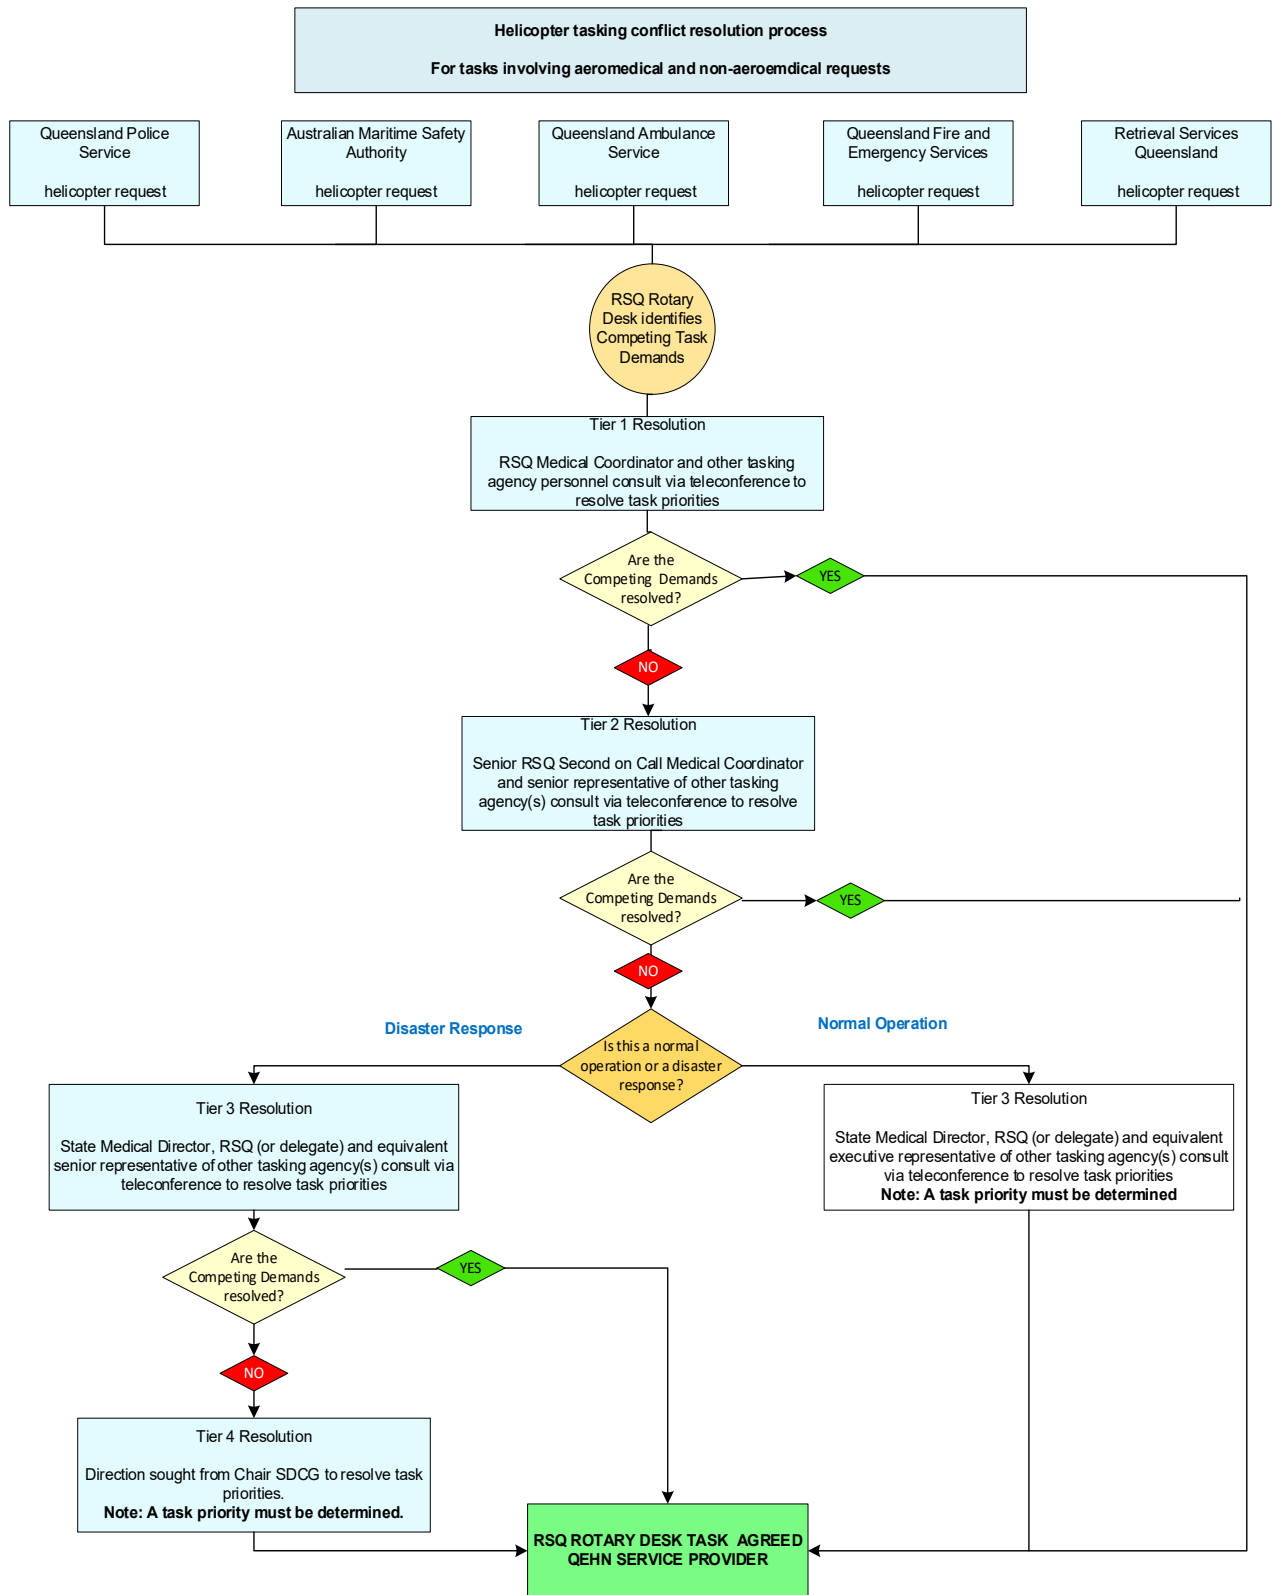 Helicopter tasking conflict resolution process
For tasks involving aeromedical and non-aeroemdical requests
Queensland Police
Service
helicopter request
Australian Maritime Safety
Authority
helicopter request
Queensland Ambulance
Service
helicopter request
Queensland Fire and
Emergency Services
helicopter request
Retrieval Services
Queensland
helicopter request
RSQ Rotary
Desk identifies
Competing Task
Demands
Tier 1 Resolution
RSQ Medical Coordinator and other tasking
agency personnel consult via teleconference to
resolve task priorities
Are the
Competing Demands
resolved?
YES
NO
Tier 2 Resolution
Senior RSQ Second on Call Medical Coordinator
and senior representative of other tasking
agency(s) consult via teleconference to resolve
task priorities
Are the
Competing Demands
resolved?
YES
NO
Disaster Response
Normal Operation
Is this a normal
operation or a disaster
response?
Tier 3 Resolution
State Medical Director, RSQ (or delegate) and equivalent
senior representative of other tasking agency(s) consult via
teleconference to resolve task priorities
Tier 3 Resolution
State Medical Director, RSQ (or delegate) and equivalent
executive representative of other tasking agency(s) consult
via teleconference to resolve task priorities
Note: A task priority must be determined
Are the
Competing Demands
resolved?
YES
NO
Tier 4 Resolution
Direction sought from Chair SDCG to resolve task
priorities.
Note: A task priority must be determined.
RSQ ROTARY DESK TASK AGREED
QEHN SERVICE PROVIDER